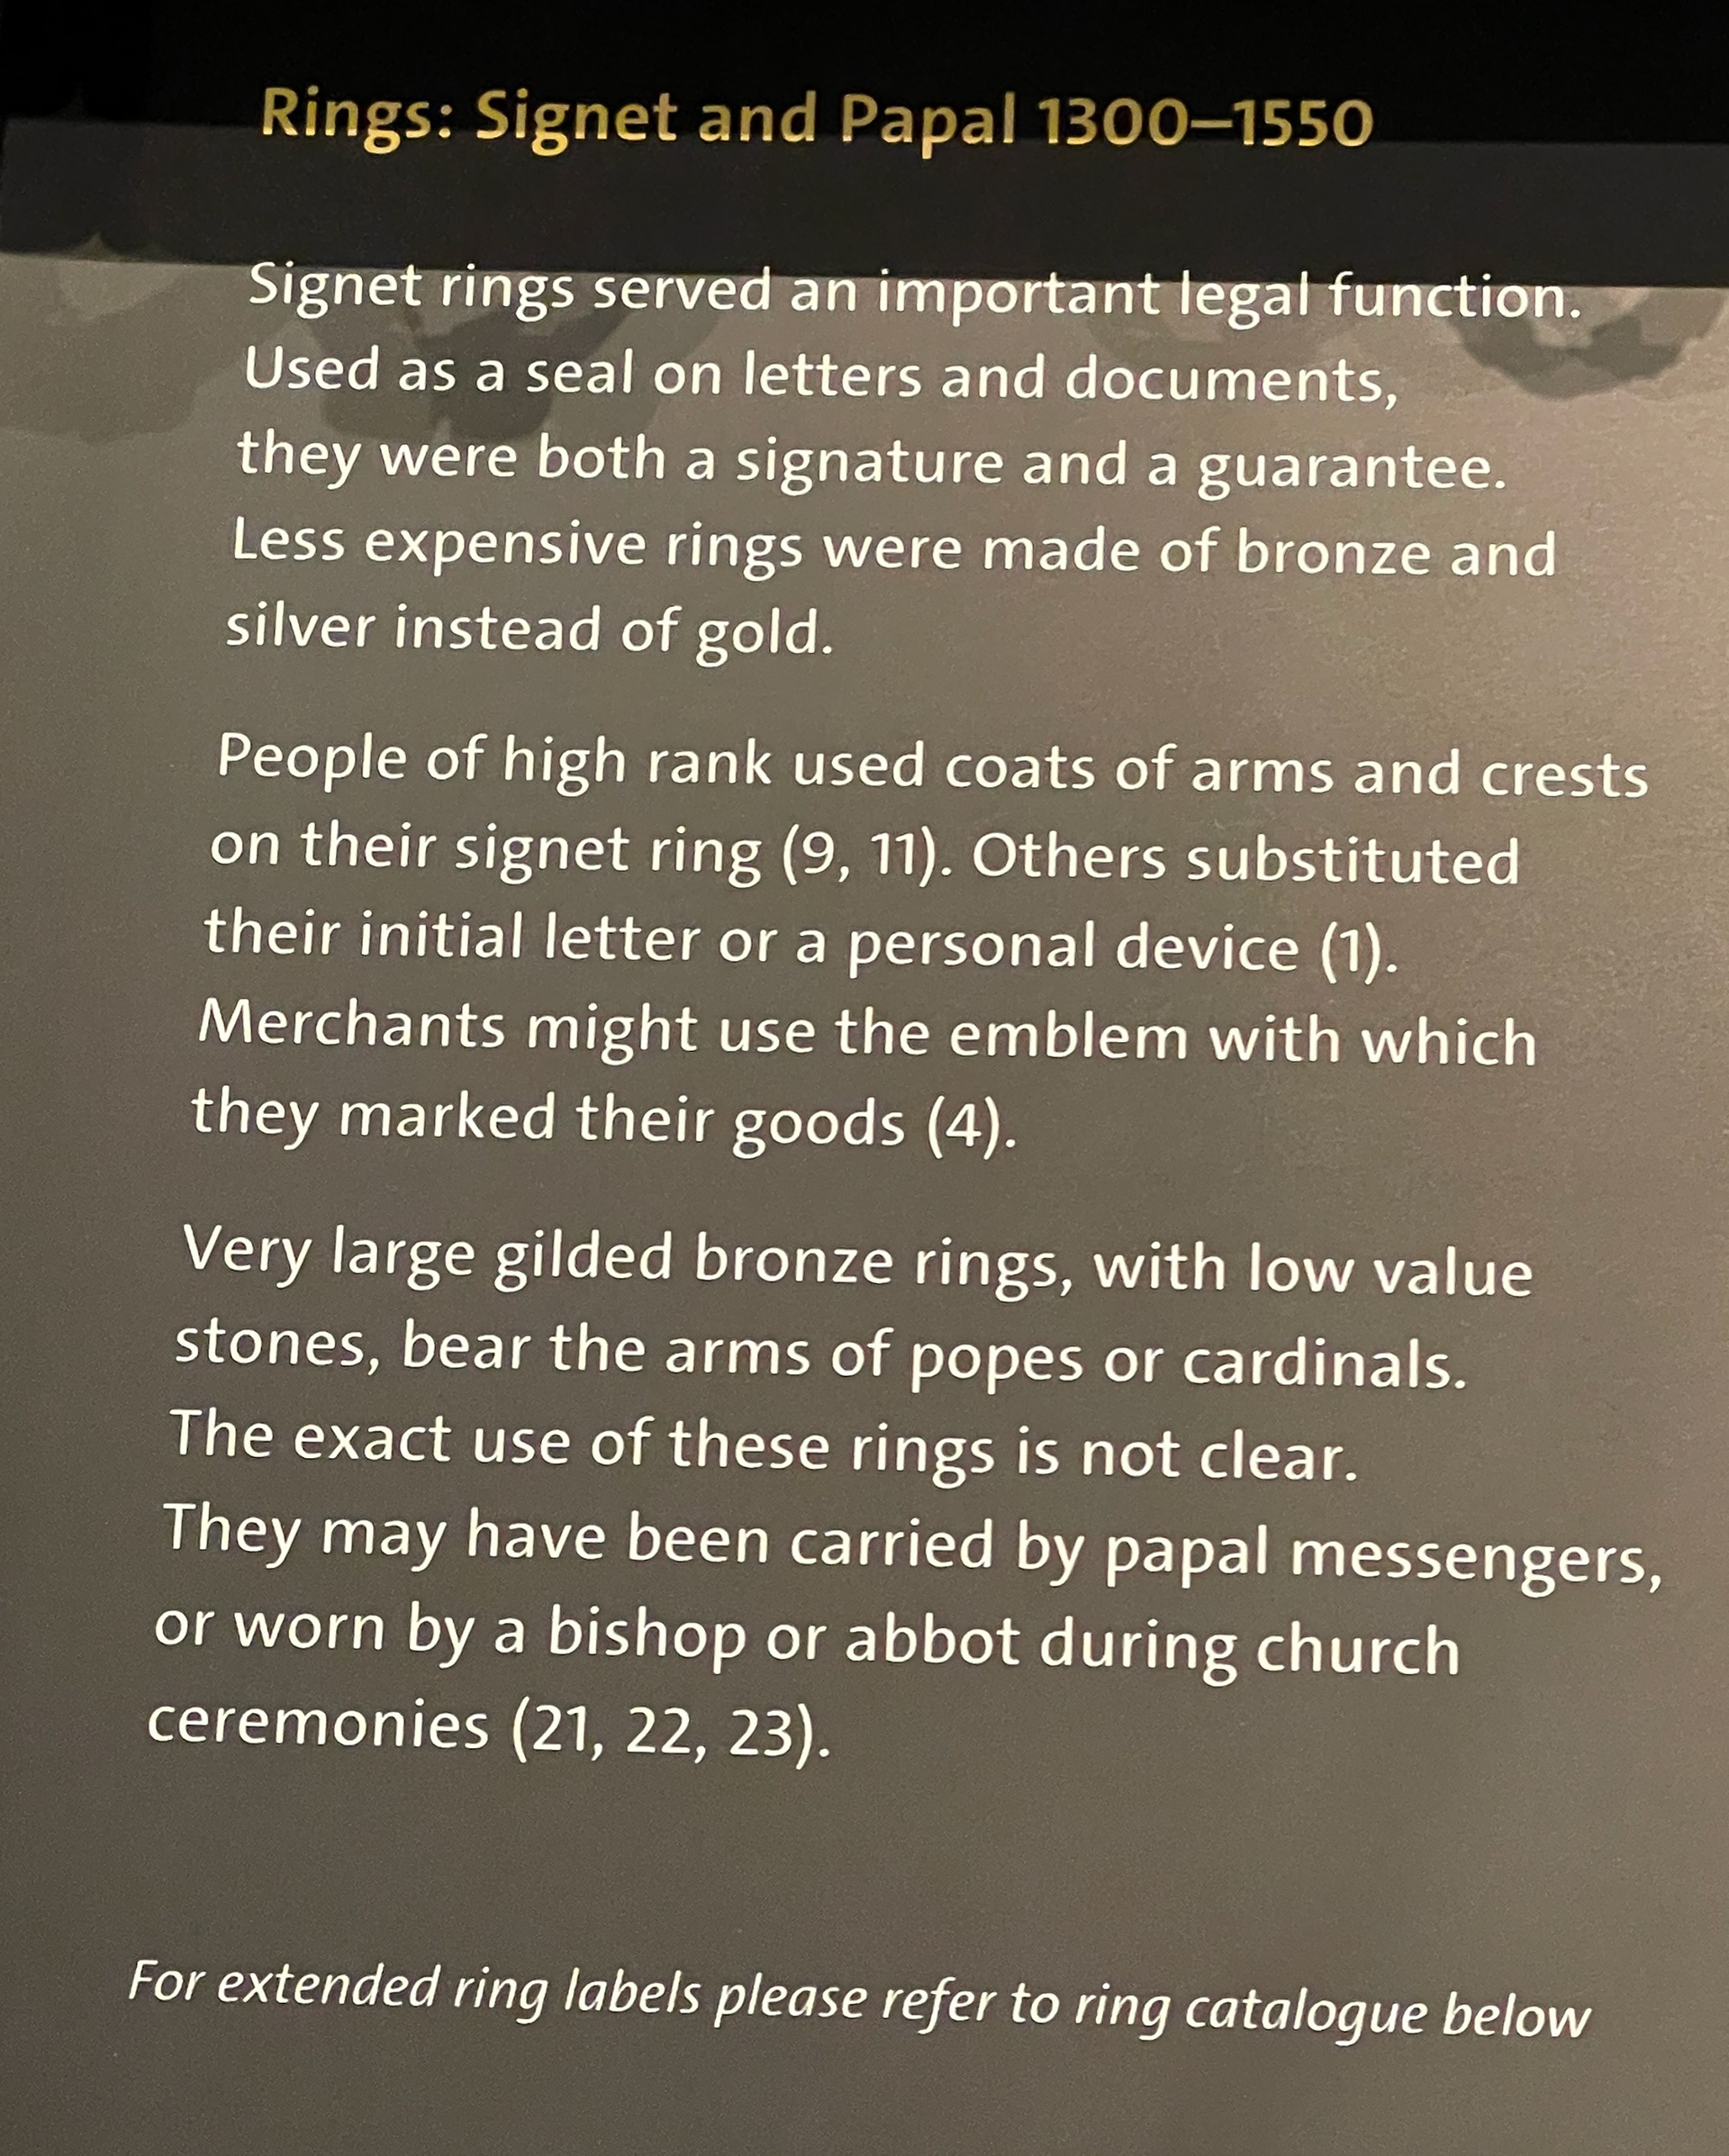 Rings: Signet and Papal 1300–1550
Signet rings served an important legal function.
Used as a seal on letters and documents,
they were both a signature and a guarantee.
Less expensive rings were made of bronze and
silver instead of gold.
People of high rank used coats of arms and crests
on their signet ring (9, 11). Others substituted
their initial letter or a personal device (1).
Merchants might use the emblem with which
they marked their goods (4).
Very large gilded bronze rings, with low value
stones, bear the arms of popes or cardinals.
The exact use of these rings is not clear.
They may have been carried by papal messengers,
or worn by a bishop or abbot during church
ceremonies (21, 22, 23).
For extended ring labels please refer to ring catalogue below